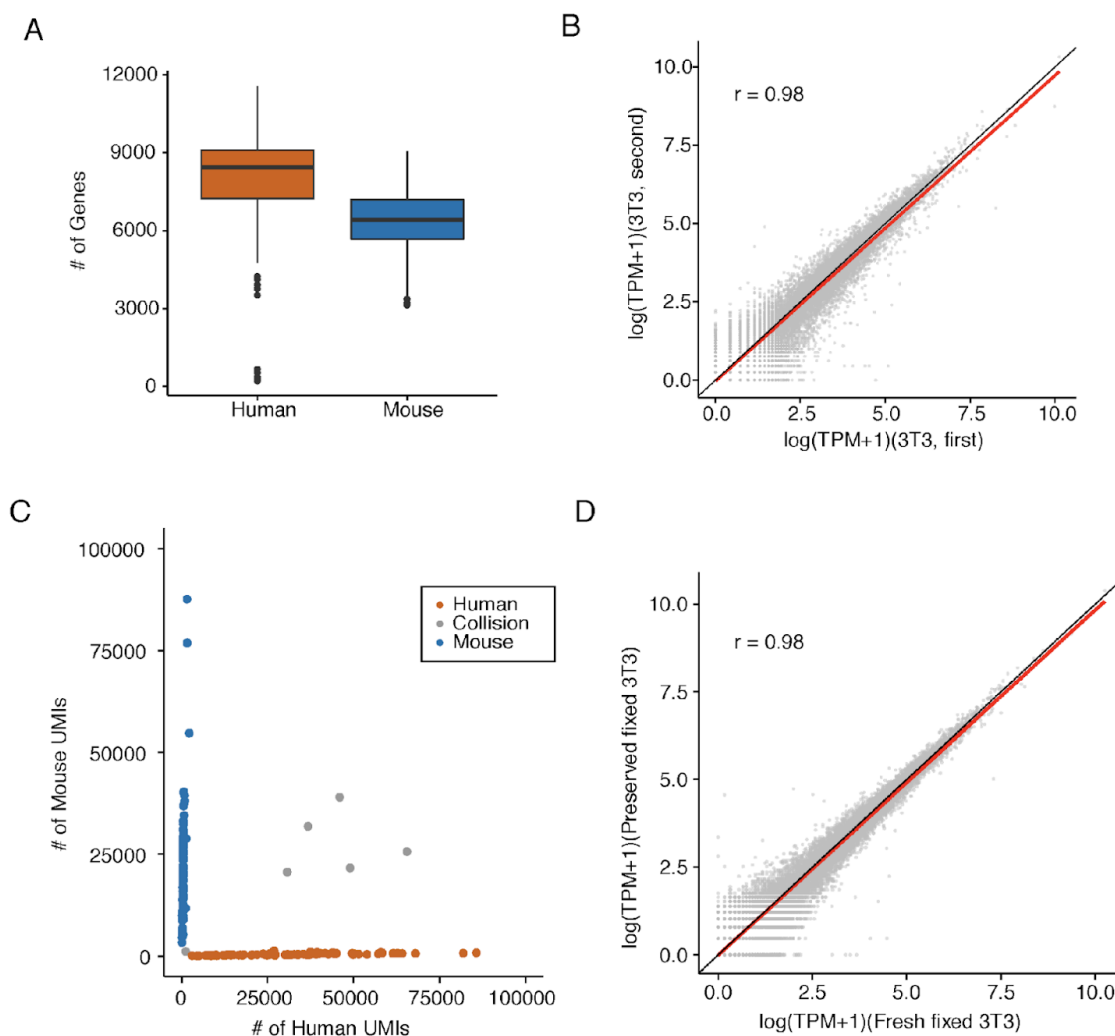 A
12000
9000
6000
3000
0
# of Genes
Human
Mouse
B
10.0
7.5
5.0
2.5
0.0
r = 0.98
log(TPM+1)(3T3, second)
0.0 2.5 5.0 7.5 10.0
log(TPM+1)(3T3, first)
C
100000
75000
50000
25000
0
# of Mouse UMIs
Human
Collision
Mouse
0 25000 50000 75000 100000
# of Human UMIs
D
10.0
7.5
5.0
2.5
0.0
r = 0.98
log(TPM+1)(Preserved fixed 3T3)
0.0 2.5 5.0 7.5 10.0
log(TPM+1)(Fresh fixed 3T3)